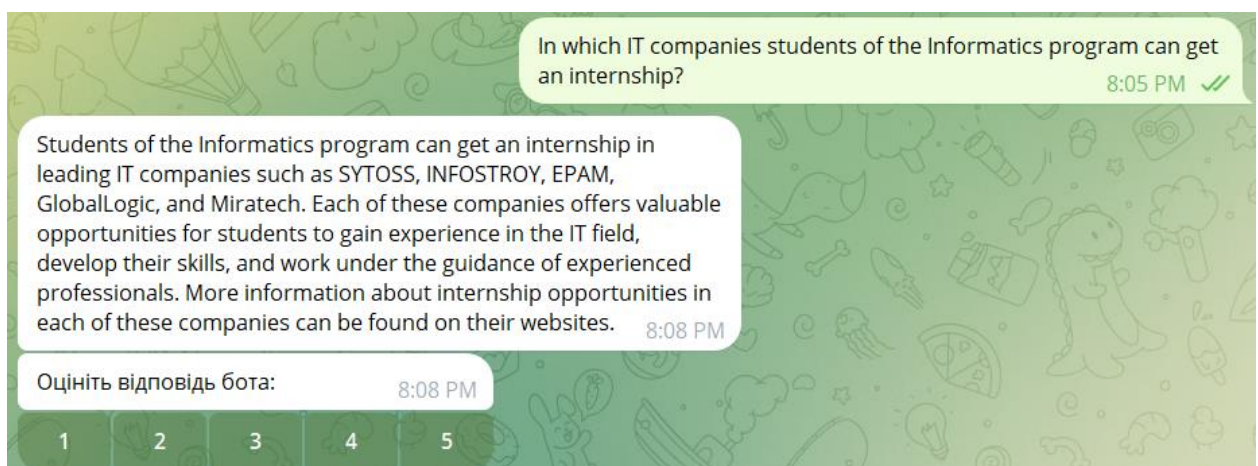 In which IT companies students of the Informatics program can get
an internship?
8:05 PM
Students of the Informatics program can get an internship in
leading IT companies such as SYTOSS, INFOSTROY, EPAM,
GlobalLogic, and Miratech. Each of these companies offers valuable
opportunities for students to gain experience in the IT field,
develop their skills, and work under the guidance of experienced
professionals. More information about internship opportunities in
each of these companies can be found on their websites. 8:08 PM
Оцініть відповідь бота: 8:08 PM
1 2 3 4 5